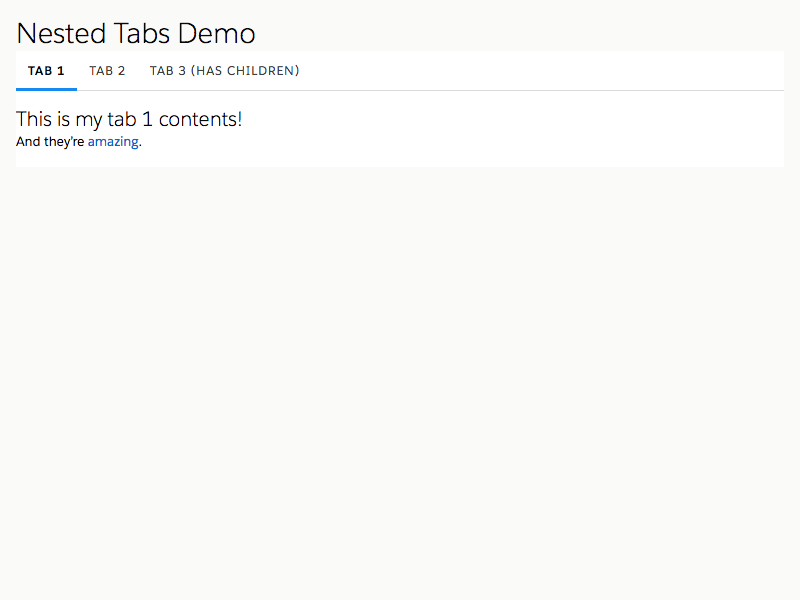 Nested Tabs Demo
TAB 1 TAB 2 TAB 3 (HAS CHILDREN)
This is my tab 1 contents!
And they're amazing.